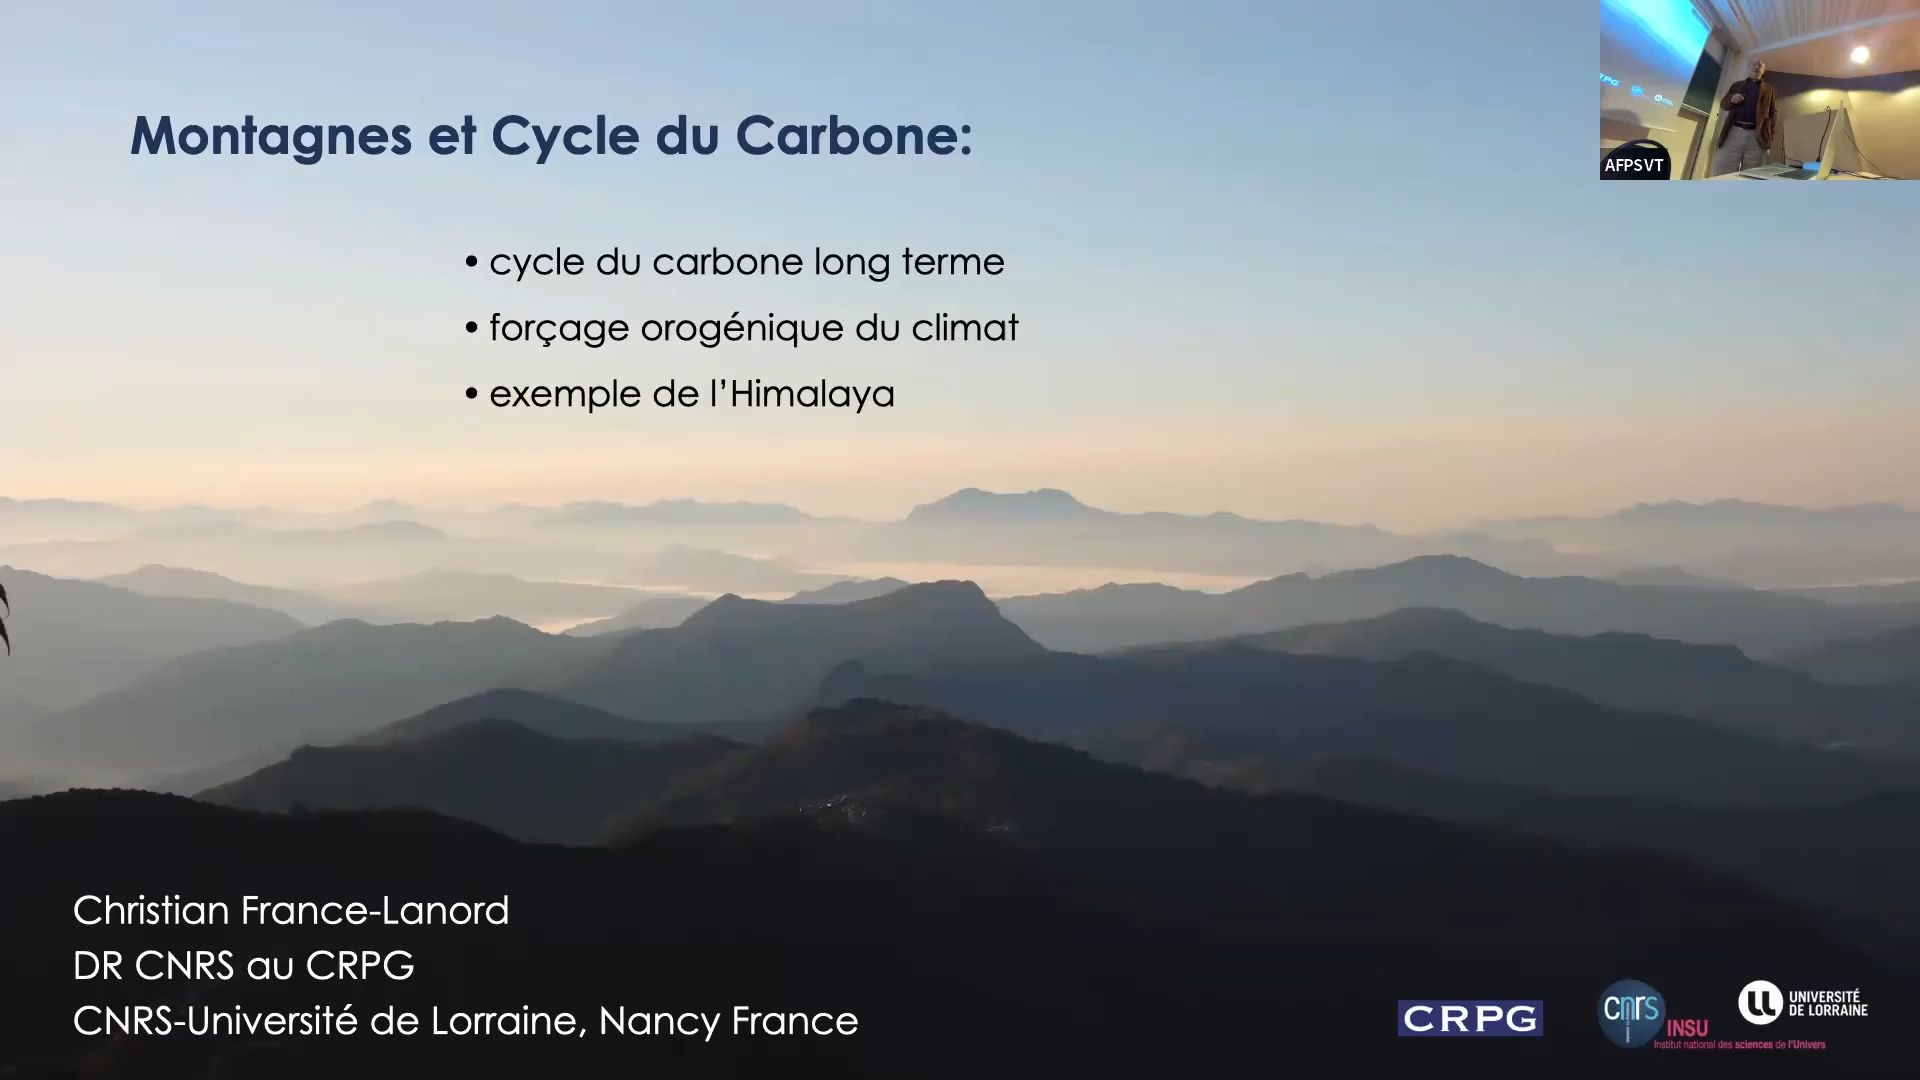 Montagnes et Cycle du Carbone:
AFPSVT
• cycle du carbone long terme
• forçage orogénique du climat
• exemple de l’Himalaya
Christian France-Lanord
DR CNRS au CRPG
CNRS-Université de Lorraine, Nancy France
CRPG
cnrs
INSU
Institut national des sciences de l'Univers
UNIVERSITÉ
DE LORRAINE